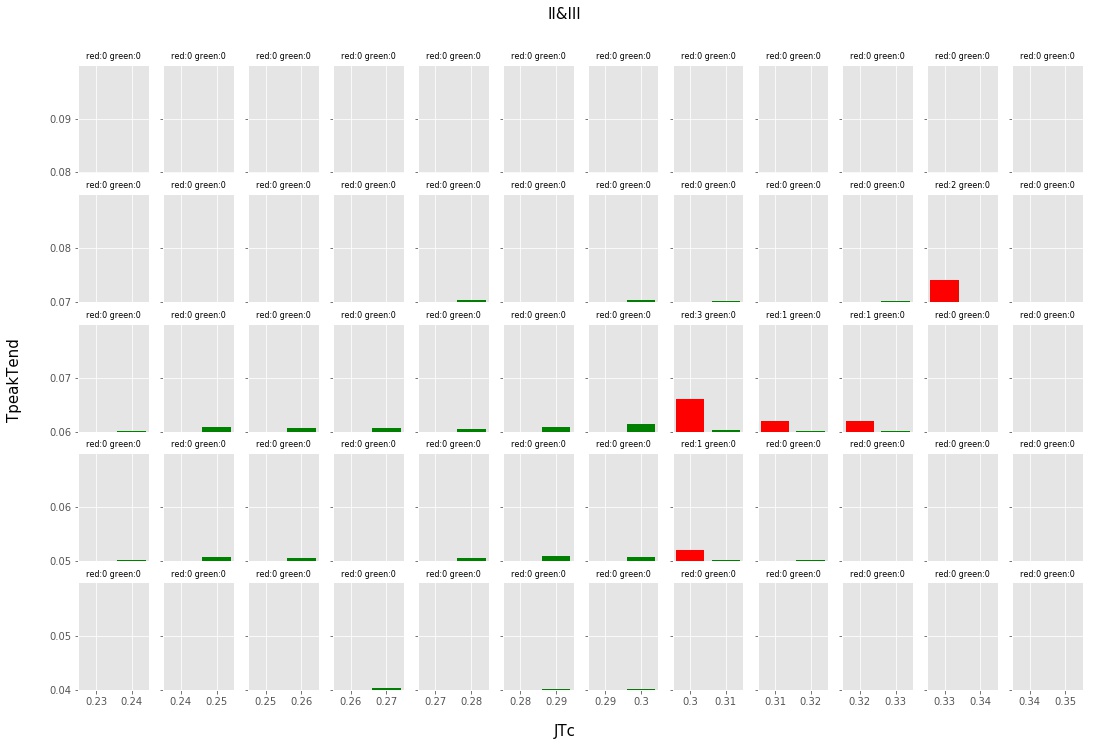 II&III
red:0 green:0 red:0 green:0 red:0 green:0 red:0 green:0 red:0 green:0 red:0 green:0 red:0 green:0 red:0 green:0 red:0 green:0 red:0 green:0 red:0 green:0 red:0 green:0
0.09
0.08
red:0 green:0 red:0 green:0 red:0 green:0 red:0 green:0 red:0 green:0 red:0 green:0 red:0 green:0 red:0 green:0 red:0 green:0 red:0 green:0 red:2 green:0 red:0 green:0
0.08
0.07
red:0 green:0 red:0 green:0 red:0 green:0 red:0 green:0 red:0 green:0 red:0 green:0 red:0 green:0 red:3 green:0 red:1 green:0 red:1 green:0 red:0 green:0 red:0 green:0
TpeakTend
0.07
0.06
red:0 green:0 red:0 green:0 red:0 green:0 red:0 green:0 red:0 green:0 red:0 green:0 red:0 green:0 red:1 green:0 red:0 green:0 red:0 green:0 red:0 green:0 red:0 green:0
0.06
0.05
red:0 green:0 red:0 green:0 red:0 green:0 red:0 green:0 red:0 green:0 red:0 green:0 red:0 green:0 red:0 green:0 red:0 green:0 red:0 green:0 red:0 green:0 red:0 green:0
0.05
0.04
0.23 0.24 0.24 0.25 0.25 0.26 0.26 0.27 0.27 0.28 0.28 0.29 0.29 0.3 0.3 0.31 0.31 0.32 0.32 0.33 0.33 0.34 0.34 0.35
JTc